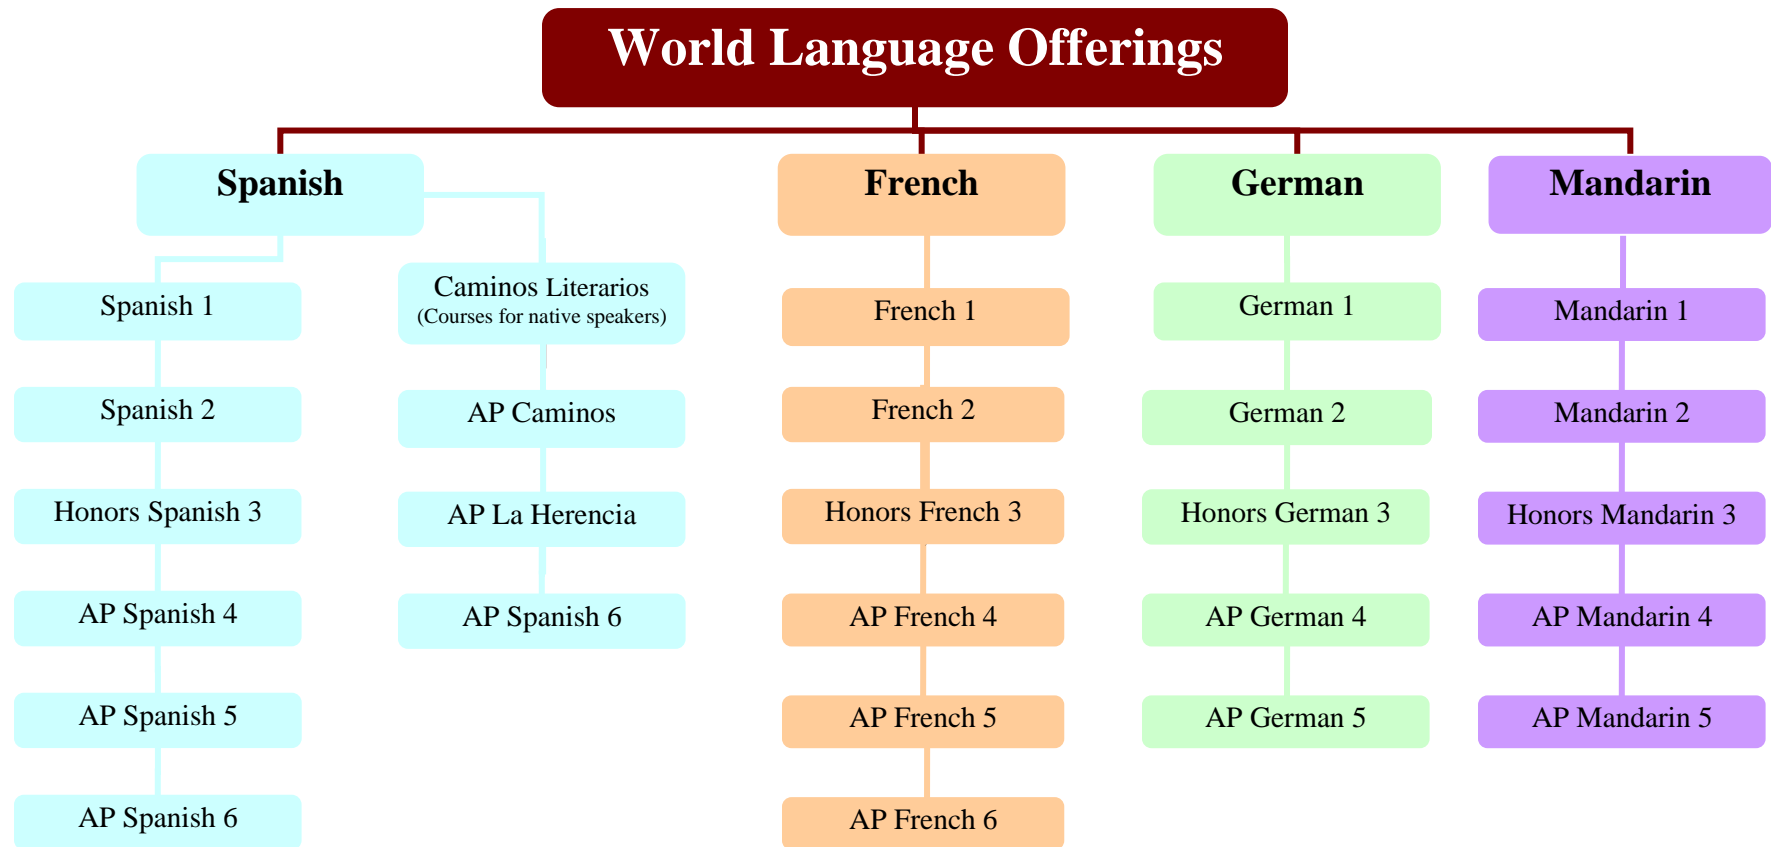 World Language Offerings
Spanish
French
German
Mandarin
Spanish 1
Spanish 2
Honors Spanish 3
AP Spanish 4
AP Spanish 5
AP Spanish 6
Caminos Literarios
(Courses for native speakers)
AP Caminos
AP La Herencia
AP Spanish 6
French 1
French 2
Honors French 3
AP French 4
AP French 5
AP French 6
German 1
German 2
Honors German 3
AP German 4
AP German 5
Mandarin 1
Mandarin 2
Honors Mandarin 3
AP Mandarin 4
AP Mandarin 5